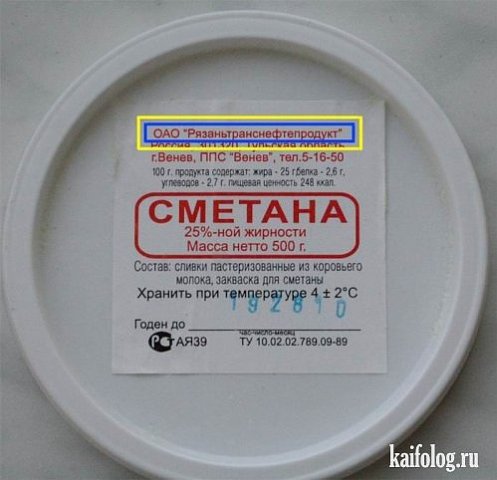 ОАО "Рязаньтранснефтепродукт"
Россия, 301320, Тульская область,
г.Венев, ППС "Венев", тел.5-16-50
100 г. продукта содержат: жира - 25 г,белка - 2,6 г,
углеводов - 2,7 г. пищевая ценность 248 ккал.
СМЕТАНА
25%-ной жирности
Масса нетто 500 г.
Состав: сливки пастеризованные из коровьего
молока, закваска для сметаны
Хранить при температуре 4 ± 2°С
192810
Годен до
час-число-месяц
РС АЯ39 ТУ 10.02.02.789.09-89
kaifolog.ru